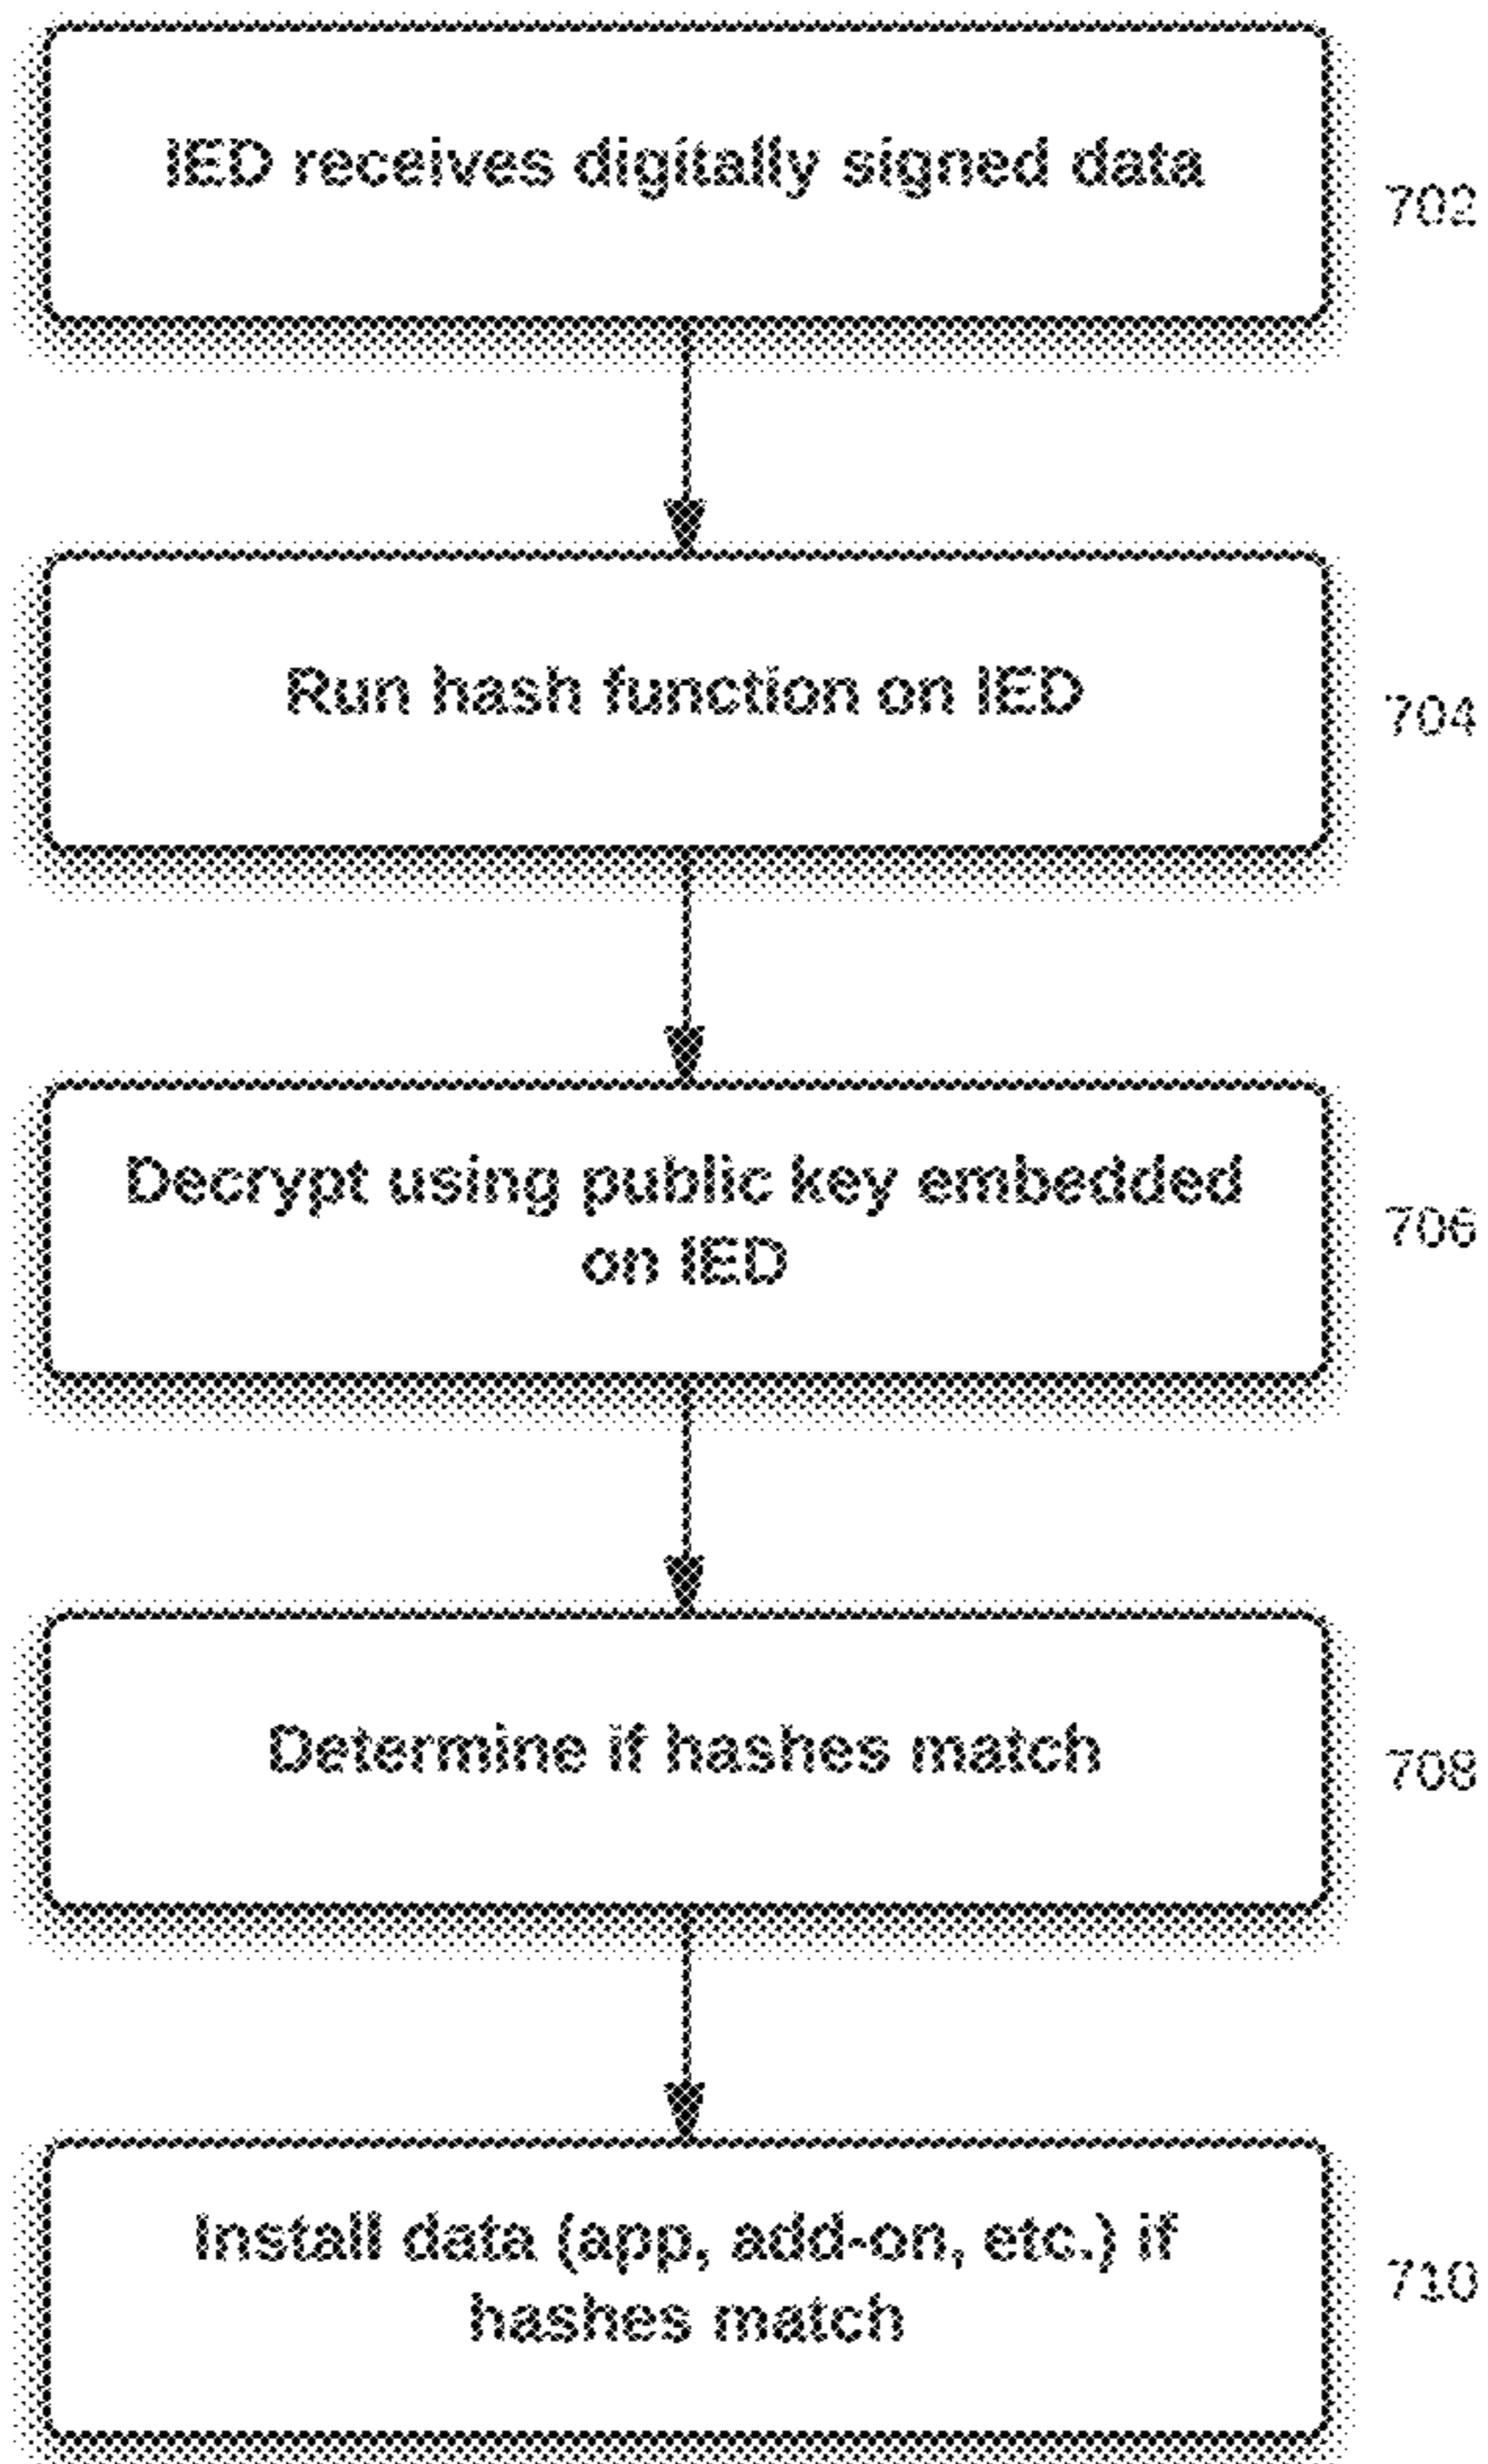 IED receives digitally signed data
702
Run hash function on IED
704
Decrypt using public key embedded
on IED
706
Determine if hashes match
708
Install data (app, add-on, etc.) if
hashes match
710